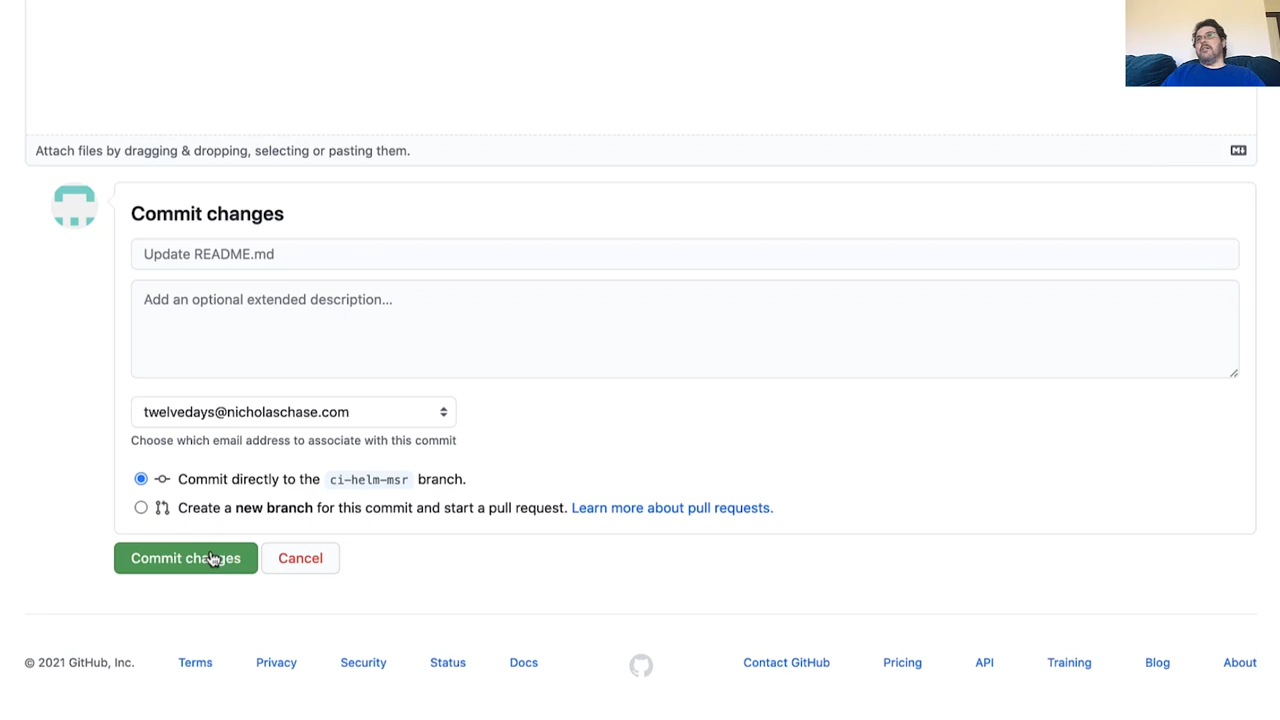 Attach files by dragging & dropping, selecting or pasting them.
M
Commit changes
Update README.md
Add an optional extended description...
twelvedays@nicholaschase.com
Choose which email address to associate with this commit
Commit directly to the ci-helm-msr branch.
Create a new branch for this commit and start a pull request. Learn more about pull requests.
Commit changes Cancel
© 2021 GitHub, Inc. Terms Privacy Security Status Docs Contact GitHub Pricing API Training Blog About